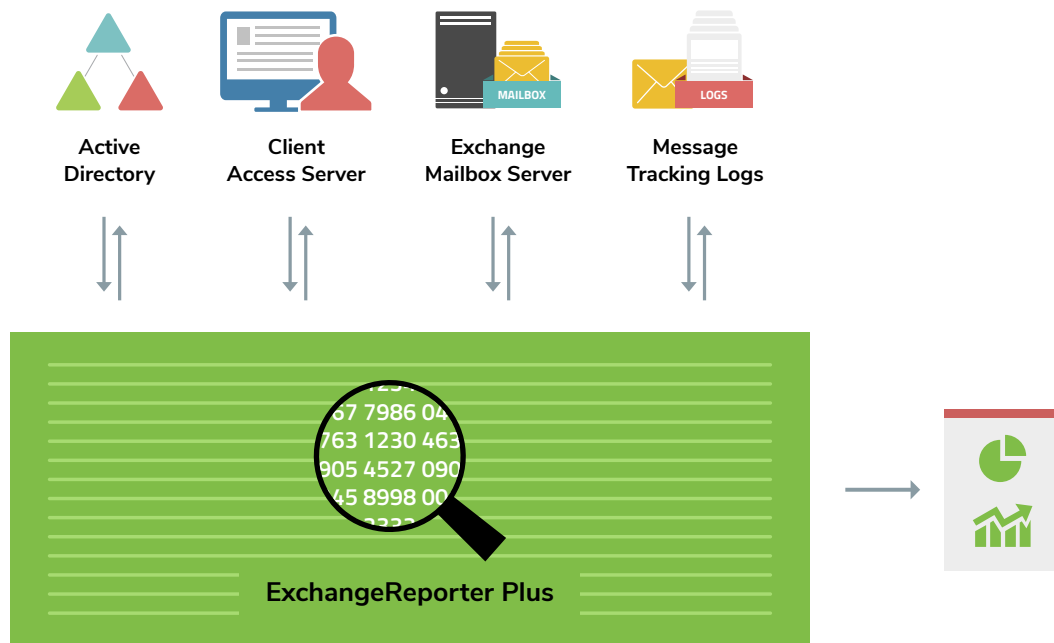 MAILBOX
LOGS
Active
Directory
Client
Access Server
Exchange
Mailbox Server
Message
Tracking Logs
67 7986 04
763 1230 463
905 4527 090
45 8998 00
ExchangeReporter Plus